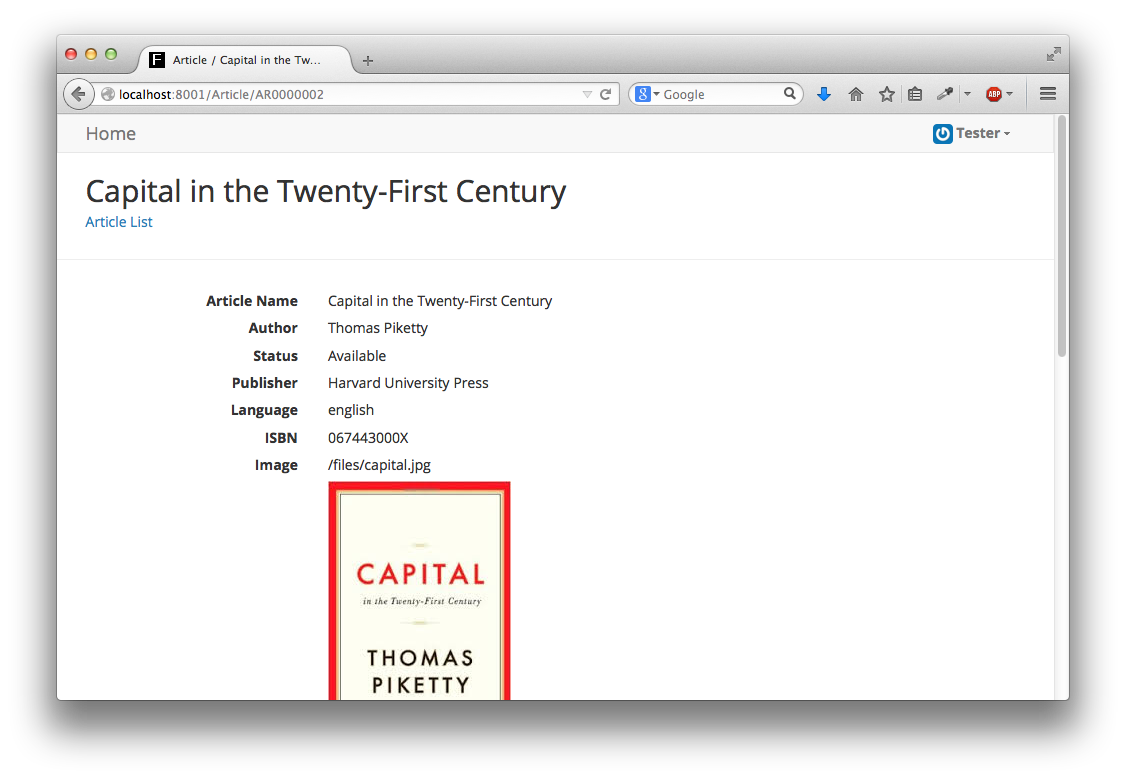 F Article / Capital in the Tw...
localhost:8001/Article/AR0000002
8 Google
ABP
Home
Tester
Capital in the Twenty-First Century
Article List
Article Name Capital in the Twenty-First Century
Author Thomas Piketty
Status Available
Publisher Harvard University Press
Language english
ISBN 067443000X
Image /files/capital.jpg
CAPITAL
in the Twenty-First Century
THOMAS
PIKETTY